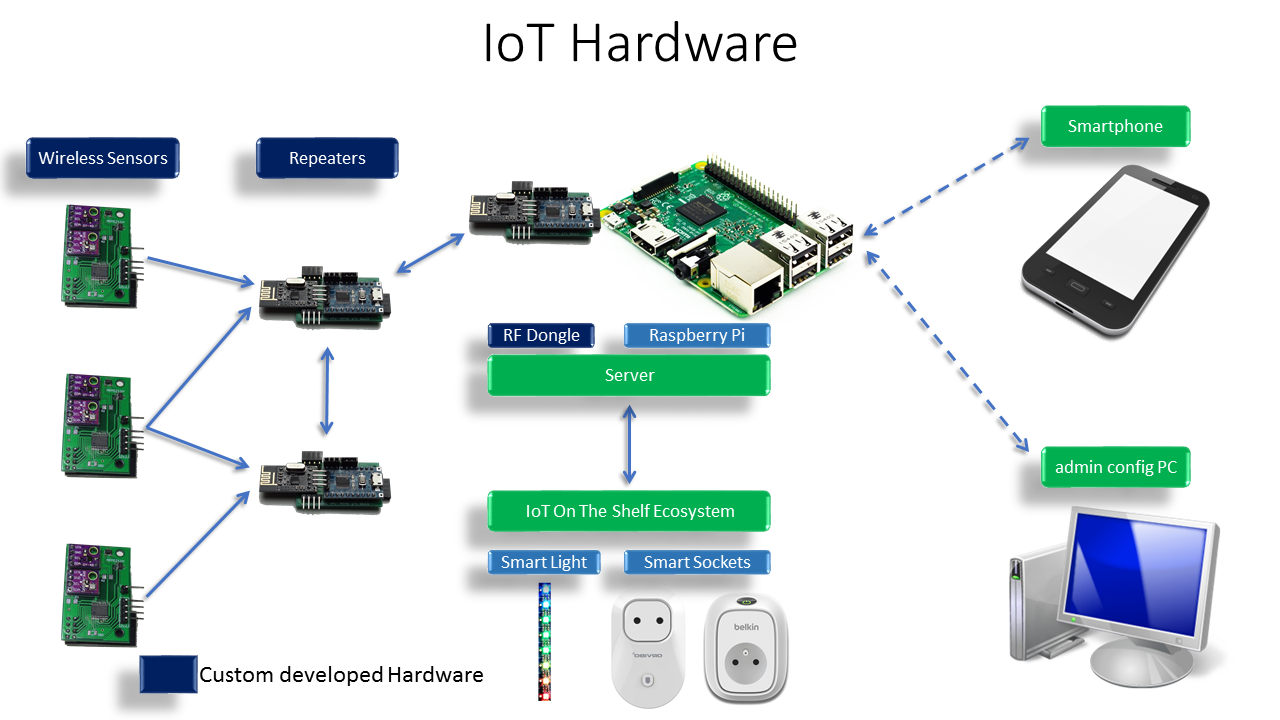 IoT Hardware
Wireless Sensors
Repeaters
Smartphone
RF Dongle
Raspberry Pi
Server
admin config PC
IoT On The Shelf Ecosystem
Smart Light
Smart Sockets
belkin
Custom developed Hardware